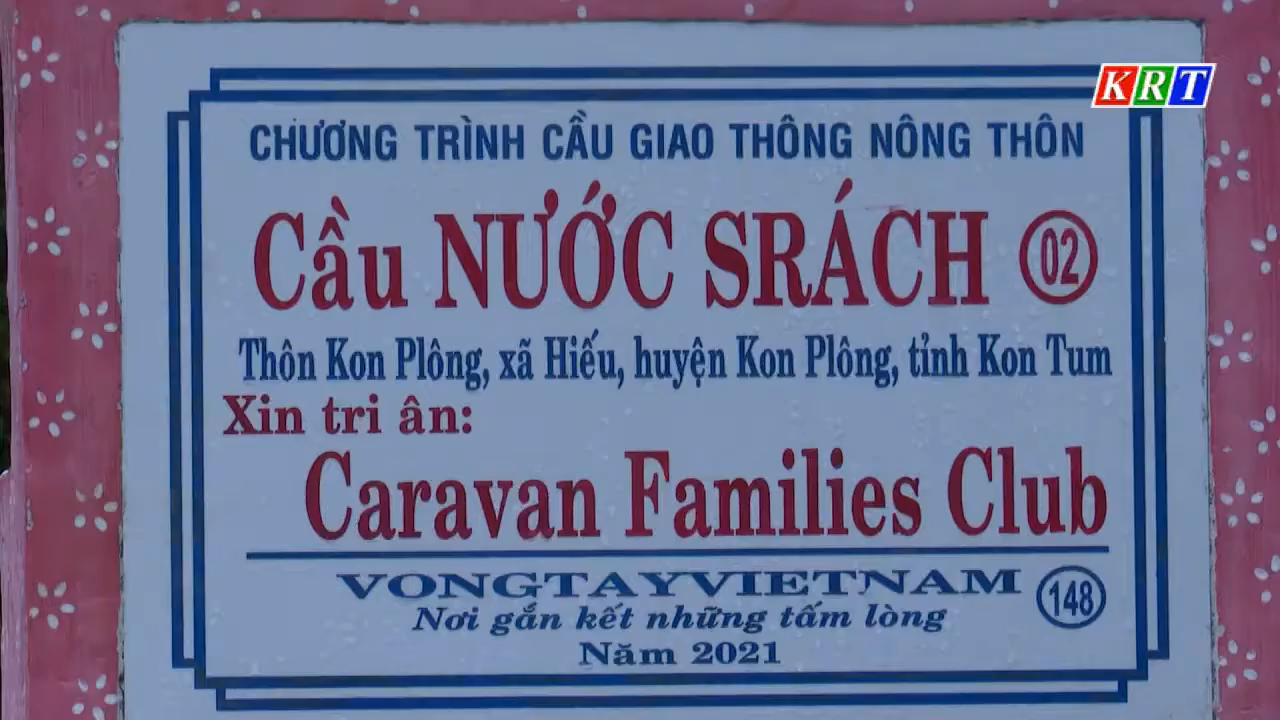 KRT
CHƯƠNG TRÌNH CẦU GIAO THÔNG NÔNG THÔN
Cầu NƯỚC SRÁCH 02
Thôn Kon Plông, xã Hiếu, huyện Kon Plông, tỉnh Kon Tum
Xin tri ân:
Caravan Families Club
VONGTAYVIETNAM 148
Nơi gắn kết những tấm lòng
Năm 2021